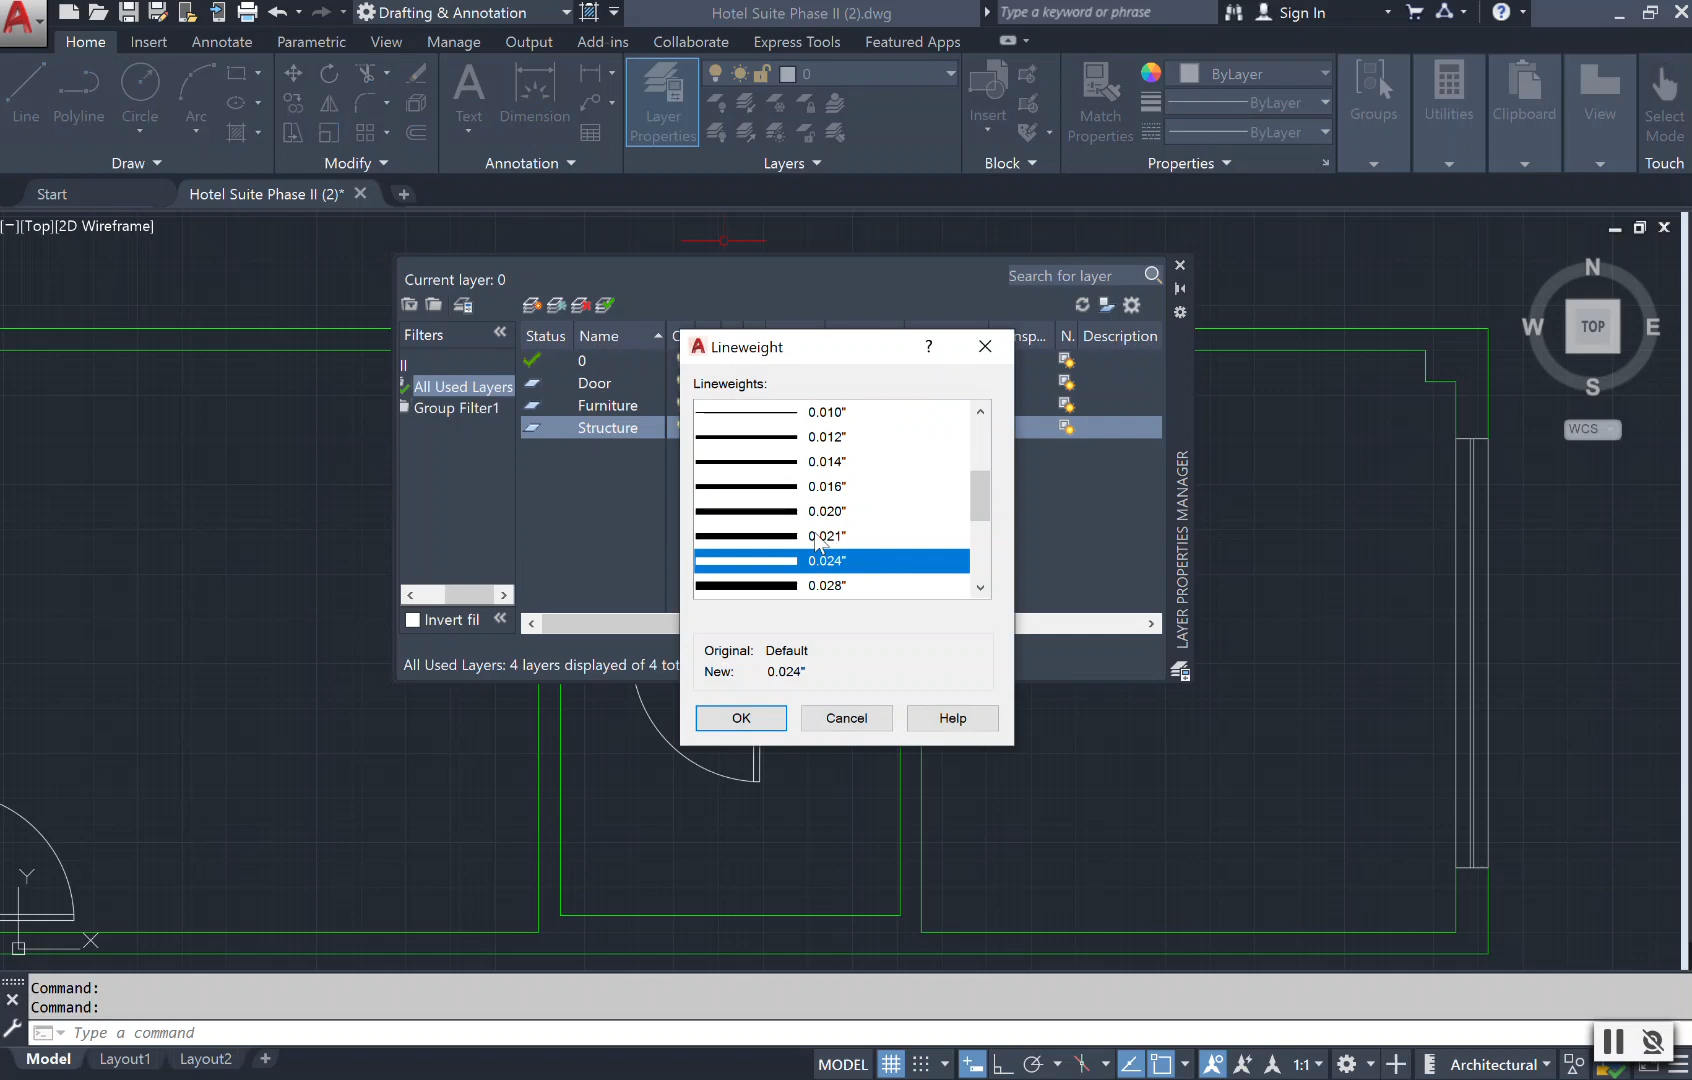 Drafting & Annotation
Hotel Suite Phase II (2).dwg
Type a keyword or phrase
Sign In
Home
Insert
Annotate
Parametric
View
Manage
Output
Add-ins
Collaborate
Express Tools
Featured Apps
Line
Polyline
Circle
Arc
Text
Dimension
Layer
Properties
0
Insert
Match
Properties
ByLayer
ByLayer
ByLayer
Groups
Utilities
Clipboard
View
Select
Mode
Draw
Modify
Annotation
Layers
Block
Properties
Touch
Start
Hotel Suite Phase II (2)*
[−][Top][2D Wireframe]
N
W
TOP
E
S
WCS
Current layer: 0
Search for layer
Filters
Status
Name
N.
Description
All Used Layers
Group Filter1
0
Door
Furniture
Structure
Invert fil
All Used Layers: 4 layers displayed of 4 tot
LAYER PROPERTIES MANAGER
Lineweight
?
Lineweights:
0.010"
0.012"
0.014"
0.016"
0.020"
0.021"
0.024"
0.028"
Original: Default
New: 0.024"
OK
Cancel
Help
Y
X
Command:
Command:
Type a command
Model
Layout1
Layout2
MODEL
1:1
Architectural